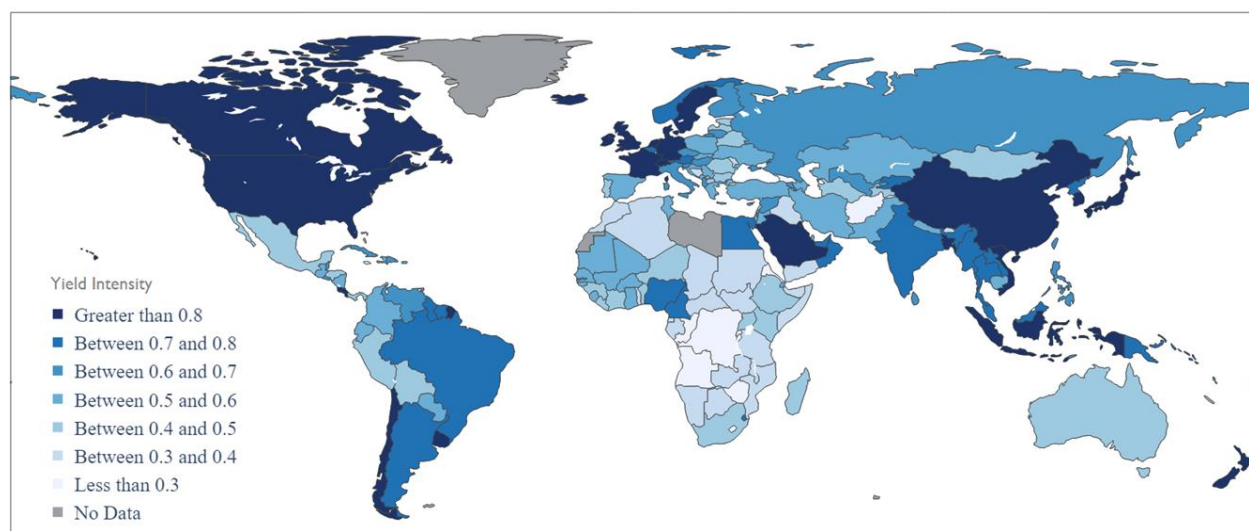 Yield Intensity
Greater than 0.8
Between 0.7 and 0.8
Between 0.6 and 0.7
Between 0.5 and 0.6
Between 0.4 and 0.5
Between 0.3 and 0.4
Less than 0.3
No Data